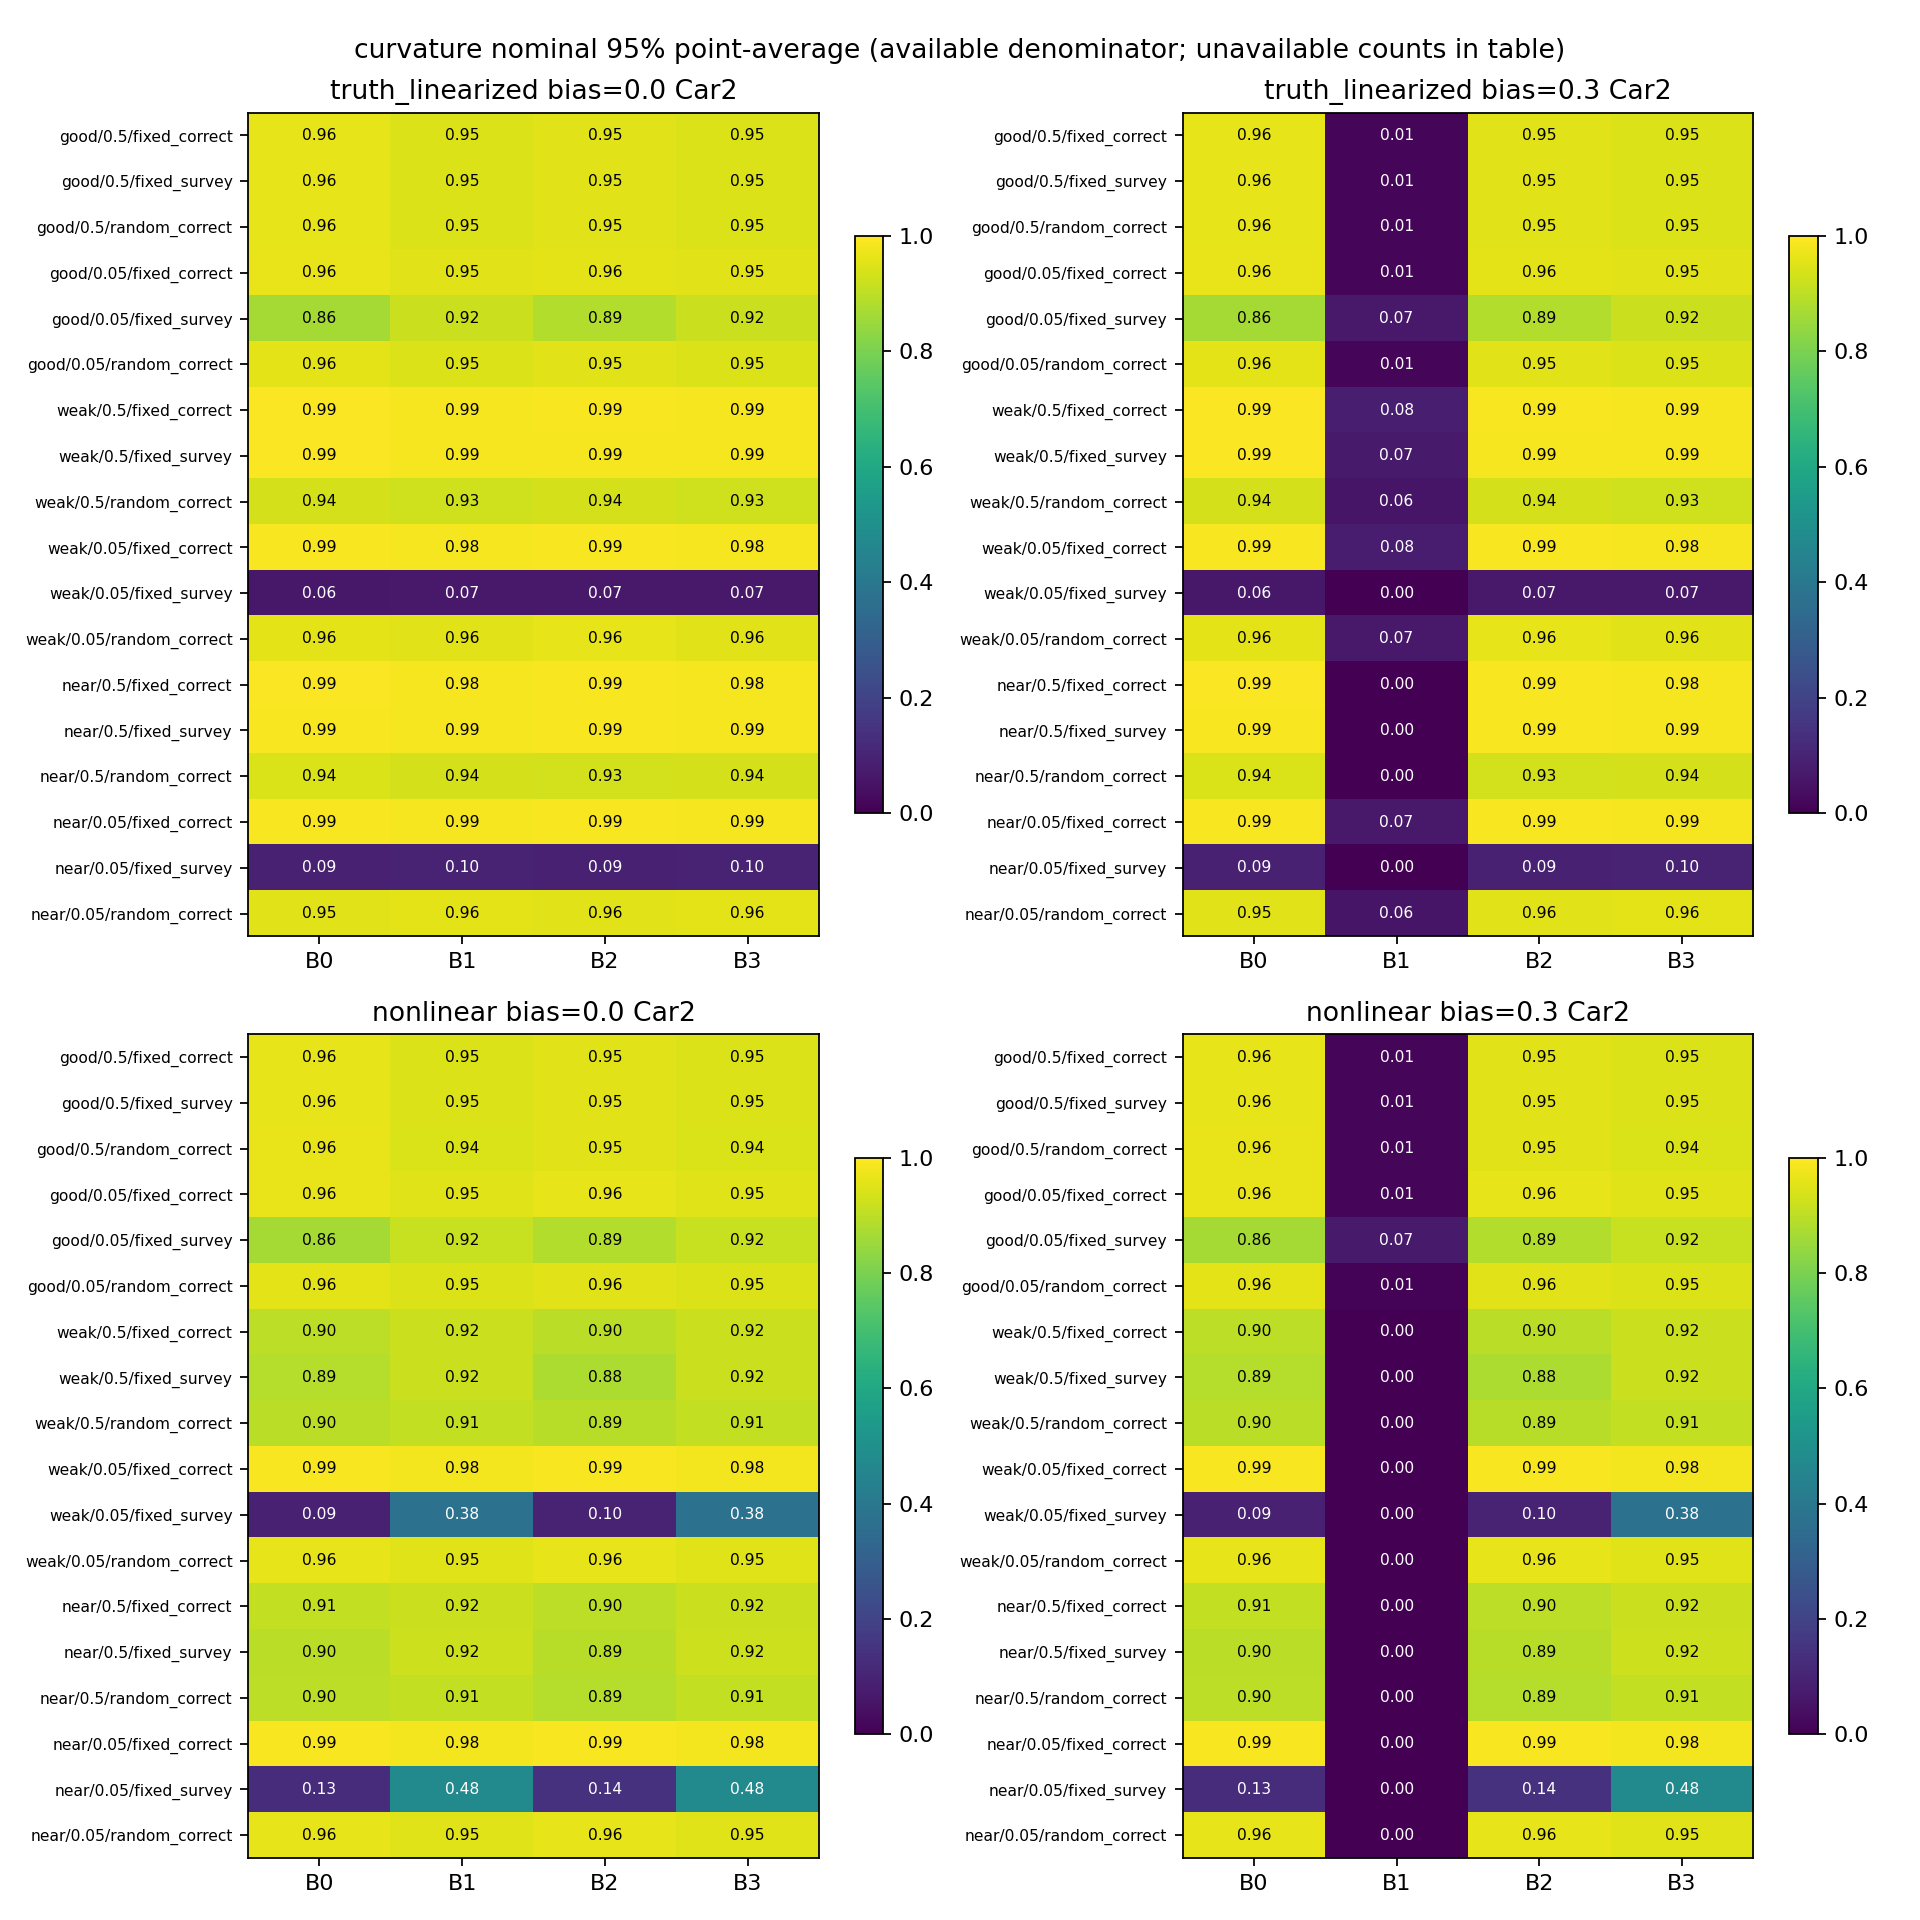 curvature nominal 95% point-average (available denominator; unavailable counts in table)
truth_linearized bias=0.0 Car2
good/0.5/fixed_correct 0.96 0.95 0.95 0.95
good/0.5/fixed_survey 0.96 0.95 0.95 0.95
good/0.5/random_correct 0.96 0.95 0.95 0.95
good/0.05/fixed_correct 0.96 0.95 0.96 0.95
good/0.05/fixed_survey 0.86 0.92 0.89 0.92
good/0.05/random_correct 0.96 0.95 0.95 0.95
weak/0.5/fixed_correct 0.99 0.99 0.99 0.99
weak/0.5/fixed_survey 0.99 0.99 0.99 0.99
weak/0.5/random_correct 0.94 0.93 0.94 0.93
weak/0.05/fixed_correct 0.99 0.98 0.99 0.98
weak/0.05/fixed_survey 0.06 0.07 0.07 0.07
weak/0.05/random_correct 0.96 0.96 0.96 0.96
near/0.5/fixed_correct 0.99 0.98 0.99 0.98
near/0.5/fixed_survey 0.99 0.99 0.99 0.99
near/0.5/random_correct 0.94 0.94 0.93 0.94
near/0.05/fixed_correct 0.99 0.99 0.99 0.99
near/0.05/fixed_survey 0.09 0.10 0.09 0.10
near/0.05/random_correct 0.95 0.96 0.96 0.96
B0 B1 B2 B3
1.0
0.8
0.6
0.4
0.2
0.0
truth_linearized bias=0.3 Car2
good/0.5/fixed_correct 0.96 0.01 0.95 0.95
good/0.5/fixed_survey 0.96 0.01 0.95 0.95
good/0.5/random_correct 0.96 0.01 0.95 0.95
good/0.05/fixed_correct 0.96 0.01 0.96 0.95
good/0.05/fixed_survey 0.86 0.07 0.89 0.92
good/0.05/random_correct 0.96 0.01 0.95 0.95
weak/0.5/fixed_correct 0.99 0.08 0.99 0.99
weak/0.5/fixed_survey 0.99 0.07 0.99 0.99
weak/0.5/random_correct 0.94 0.06 0.94 0.93
weak/0.05/fixed_correct 0.99 0.08 0.99 0.98
weak/0.05/fixed_survey 0.06 0.00 0.07 0.07
weak/0.05/random_correct 0.96 0.07 0.96 0.96
near/0.5/fixed_correct 0.99 0.00 0.99 0.98
near/0.5/fixed_survey 0.99 0.00 0.99 0.99
near/0.5/random_correct 0.94 0.00 0.93 0.94
near/0.05/fixed_correct 0.99 0.07 0.99 0.99
near/0.05/fixed_survey 0.09 0.00 0.09 0.10
near/0.05/random_correct 0.95 0.06 0.96 0.96
B0 B1 B2 B3
1.0
0.8
0.6
0.4
0.2
0.0
nonlinear bias=0.0 Car2
good/0.5/fixed_correct 0.96 0.95 0.95 0.95
good/0.5/fixed_survey 0.96 0.95 0.95 0.95
good/0.5/random_correct 0.96 0.94 0.95 0.94
good/0.05/fixed_correct 0.96 0.95 0.96 0.95
good/0.05/fixed_survey 0.86 0.92 0.89 0.92
good/0.05/random_correct 0.96 0.95 0.96 0.95
weak/0.5/fixed_correct 0.90 0.92 0.90 0.92
weak/0.5/fixed_survey 0.89 0.92 0.88 0.92
weak/0.5/random_correct 0.90 0.91 0.89 0.91
weak/0.05/fixed_correct 0.99 0.98 0.99 0.98
weak/0.05/fixed_survey 0.09 0.38 0.10 0.38
weak/0.05/random_correct 0.96 0.95 0.96 0.95
near/0.5/fixed_correct 0.91 0.92 0.90 0.92
near/0.5/fixed_survey 0.90 0.92 0.89 0.92
near/0.5/random_correct 0.90 0.91 0.89 0.91
near/0.05/fixed_correct 0.99 0.98 0.99 0.98
near/0.05/fixed_survey 0.13 0.48 0.14 0.48
near/0.05/random_correct 0.96 0.95 0.96 0.95
B0 B1 B2 B3
1.0
0.8
0.6
0.4
0.2
0.0
nonlinear bias=0.3 Car2
good/0.5/fixed_correct 0.96 0.01 0.95 0.95
good/0.5/fixed_survey 0.96 0.01 0.95 0.95
good/0.5/random_correct 0.96 0.01 0.95 0.94
good/0.05/fixed_correct 0.96 0.01 0.96 0.95
good/0.05/fixed_survey 0.86 0.07 0.89 0.92
good/0.05/random_correct 0.96 0.01 0.96 0.95
weak/0.5/fixed_correct 0.90 0.00 0.90 0.92
weak/0.5/fixed_survey 0.89 0.00 0.88 0.92
weak/0.5/random_correct 0.90 0.00 0.89 0.91
weak/0.05/fixed_correct 0.99 0.00 0.99 0.98
weak/0.05/fixed_survey 0.09 0.00 0.10 0.38
weak/0.05/random_correct 0.96 0.00 0.96 0.95
near/0.5/fixed_correct 0.91 0.00 0.90 0.92
near/0.5/fixed_survey 0.90 0.00 0.89 0.92
near/0.5/random_correct 0.90 0.00 0.89 0.91
near/0.05/fixed_correct 0.99 0.00 0.99 0.98
near/0.05/fixed_survey 0.13 0.00 0.14 0.48
near/0.05/random_correct 0.96 0.00 0.96 0.95
B0 B1 B2 B3
1.0
0.8
0.6
0.4
0.2
0.0